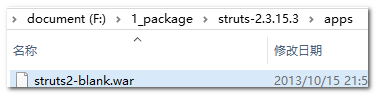 document (F:) › 1_package › struts-2.3.15.3 › apps
名称 修改日期
struts2-blank.war 2013/10/15 21:5